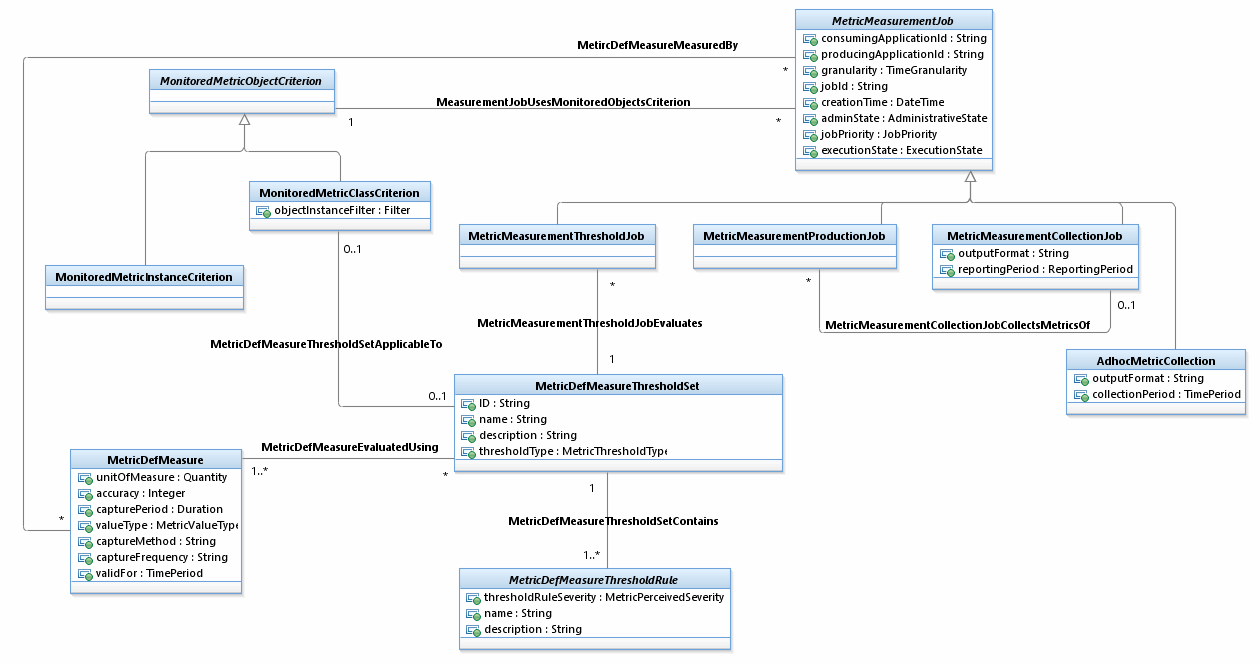 MetricMeasurementJob
consumingApplicationId : String
producingApplicationId : String
granularity : TimeGranularity
jobId : String
creationTime : DateTime
adminState : AdministrativeState
jobPriority : JobPriority
executionState : ExecutionState
MetircDefMeasureMeasuredBy
*
MonitoredMetricObjectCriterion
MeasurementJobUsesMonitoredObjectsCriterion
1
*
MonitoredMetricClassCriterion
objectInstanceFilter : Filter
0..1
MonitoredMetricInstanceCriterion
MetricMeasurementThresholdJob
*
MetricMeasurementProductionJob
*
MetricMeasurementCollectionJob
outputFormat : String
reportingPeriod : ReportingPeriod
0..1
MetricMeasurementCollectionJobCollectsMetricsOf
MetricMeasurementThresholdJobEvaluates
1
MetricDefMeasureThresholdSetApplicableTo
0..1
AdhocMetricCollection
outputFormat : String
collectionPeriod : TimePeriod
MetricDefMeasureThresholdSet
ID : String
name : String
description : String
thresholdType : MetricThresholdType
MetricDefMeasureEvaluatedUsing
1..*
*
MetricDefMeasure
unitOfMeasure : Quantity
accuracy : Integer
capturePeriod : Duration
valueType : MetricValueType
captureMethod : String
captureFrequency : String
validFor : TimePeriod
*
1
MetricDefMeasureThresholdSetContains
1..*
MetricDefMeasureThresholdRule
thresholdRuleSeverity : MetricPerceivedSeverity
name : String
description : String